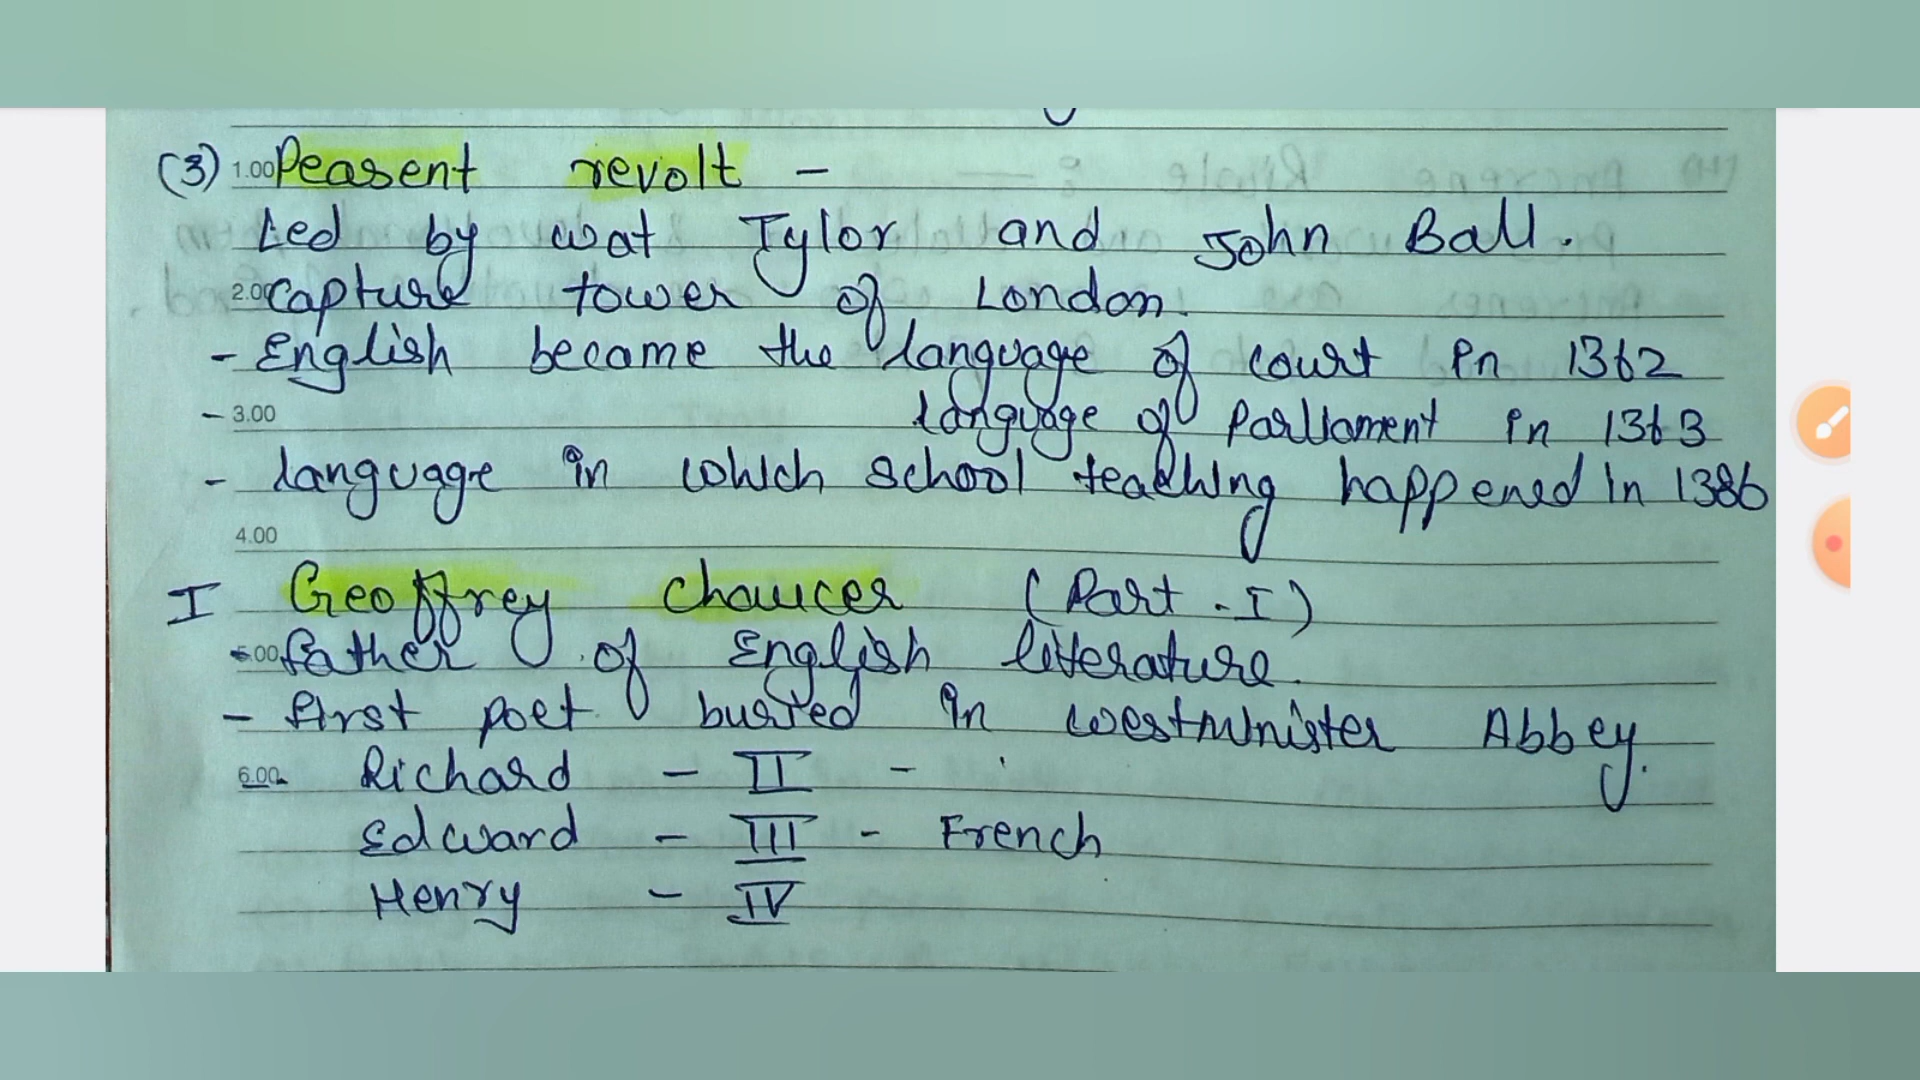 (3) 1.00 Peasent revolt -
Led by wat Tylor and John Ball.
2.00 Capture tower of London.
- English became the language of court in 1362
- 3.00 language of Parliament in 1363
- language in which school teaching happened in 1386
4.00
I Geoffrey chaucer (Part - I)
5.00 father of English literature.
- first poet buried in westminister Abbey.
6.00 Richard - II -
Edward - III - French
Henry - IV